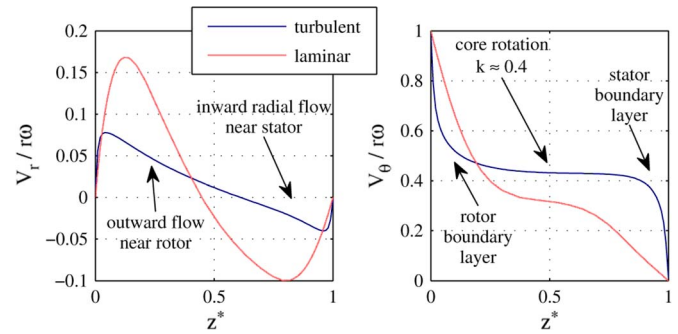 turbulent
laminar
V_r / rω
0.2
0.15
0.1
0.05
0
−0.05
−0.1
inward radial flow
near stator
outward flow
near rotor
0
0.5
1
z*
V_θ / rω
1
0.8
0.6
0.4
0.2
0
core rotation
k ≈ 0.4
stator
boundary
layer
rotor
boundary
layer
0
0.5
1
z*